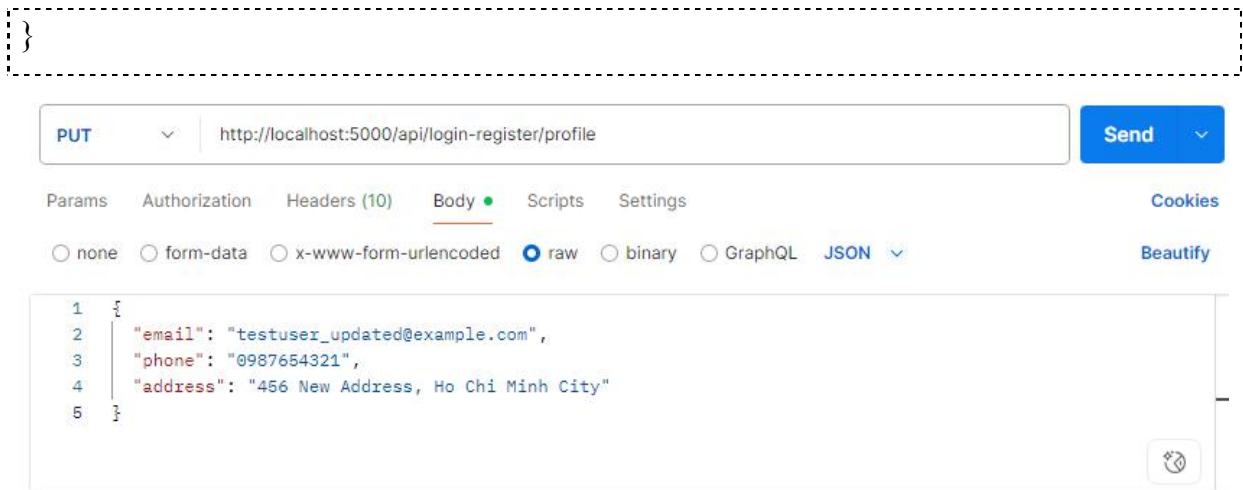 }
PUT http://localhost:5000/api/login-register/profile Send
Params Authorization Headers (10) Body Scripts Settings Cookies
none form-data x-www-form-urlencoded raw binary GraphQL JSON Beautify
1 {
2 "email": "testuser_updated@example.com",
3 "phone": "0987654321",
4 "address": "456 New Address, Ho Chi Minh City"
5 }